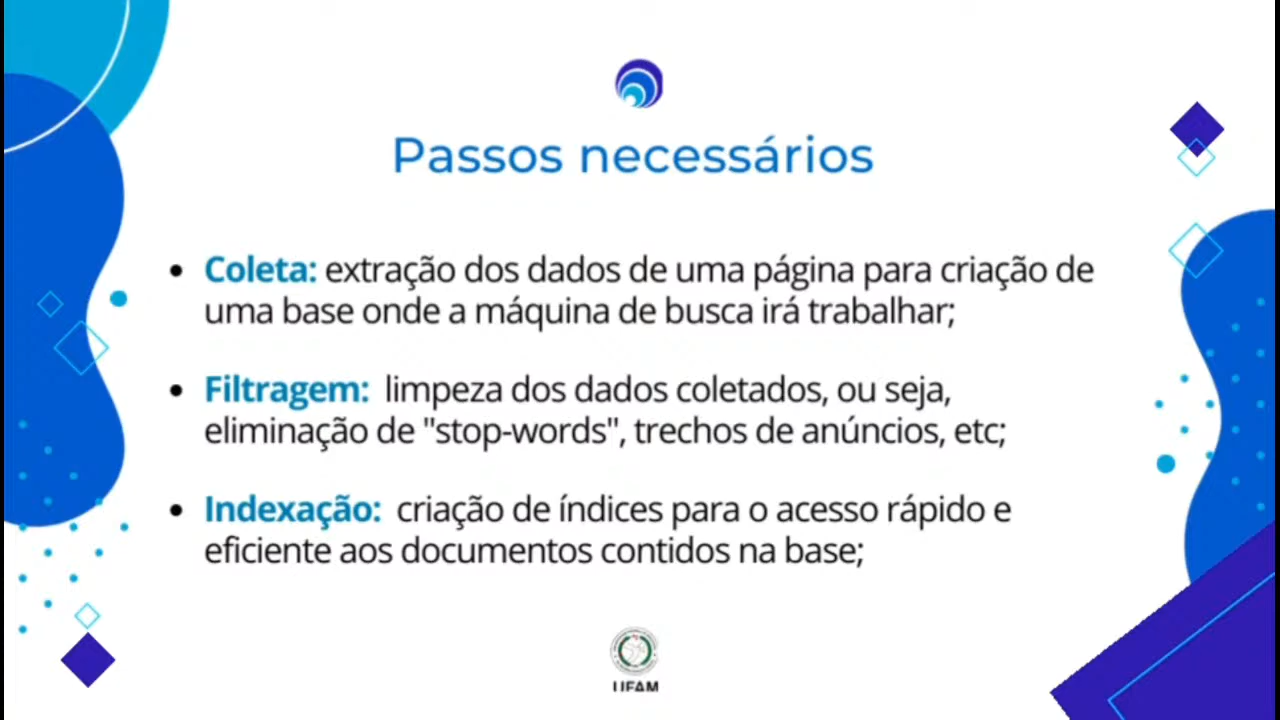 Passos necessários
Coleta: extração dos dados de uma página para criação de
uma base onde a máquina de busca irá trabalhar;
Filtragem: limpeza dos dados coletados, ou seja,
eliminação de "stop-words", trechos de anúncios, etc;
Indexação: criação de índices para o acesso rápido e
eficiente aos documentos contidos na base;
UFAM